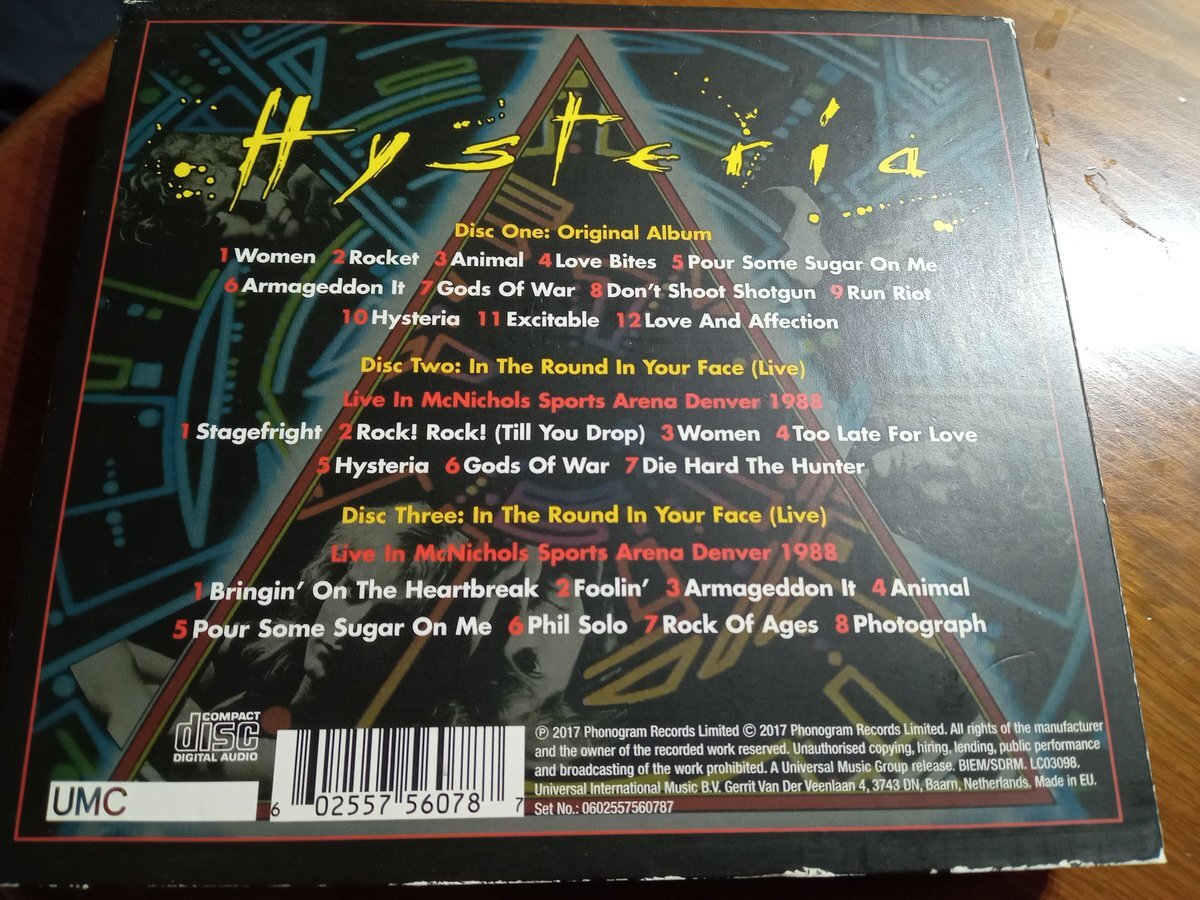 Hysteria
Disc One: Original Album
1 Women 2 Rocket 3 Animal 4 Love Bites 5 Pour Some Sugar On Me
6 Armageddon It 7 Gods Of War 8 Don't Shoot Shotgun 9 Run Riot
10 Hysteria 11 Excitable 12 Love And Affection
Disc Two: In The Round In Your Face (Live)
Live In McNichols Sports Arena Denver 1988
1 Stagefright 2 Rock! Rock! (Till You Drop) 3 Women 4 Too Late For Love
5 Hysteria 6 Gods Of War 7 Die Hard The Hunter
Disc Three: In The Round In Your Face (Live)
Live In McNichols Sports Arena Denver 1988
1 Bringin' On The Heartbreak 2 Foolin' 3 Armageddon It 4 Animal
5 Pour Some Sugar On Me 6 Phil Solo 7 Rock Of Ages 8 Photograph
COMPACT
disc
DIGITAL AUDIO
UMC
6 02557 56078 7
℗ 2017 Phonogram Records Limited © 2017 Phonogram Records Limited. All rights of the manufacturer
and the owner of the recorded work reserved. Unauthorised copying, hiring, lending, public performance
and broadcasting of the work prohibited. A Universal Music Group release. BIEM/SDRM. LC03098.
Universal International Music B.V. Gerrit Van Der Veenlaan 4, 3743 DN, Baarn, Netherlands. Made in EU.
Set No.: 0602557560787